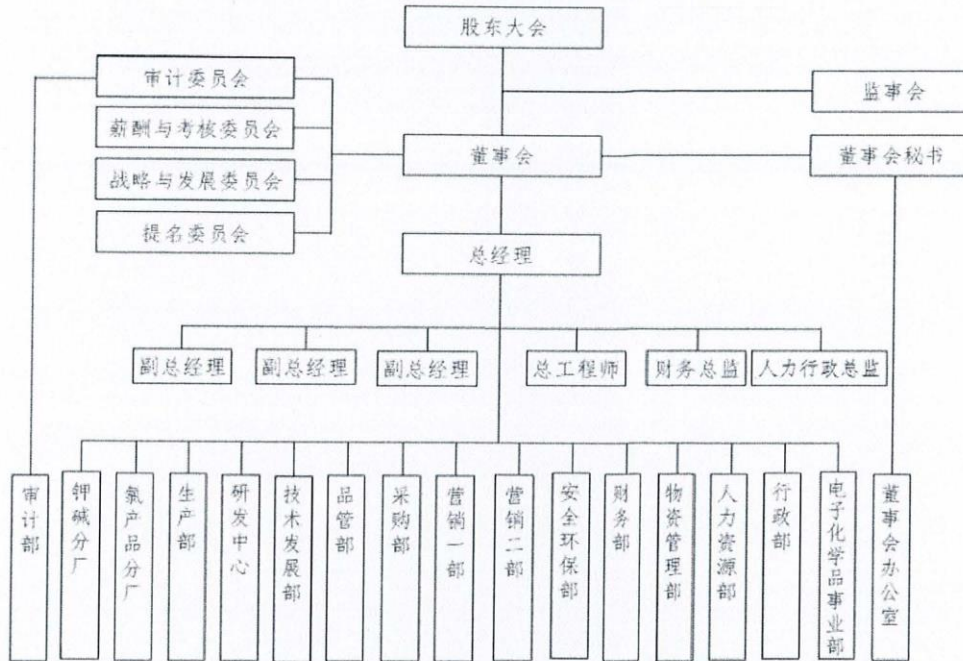 股东大会
审计委员会
监事会
薪酬与考核委员会
董事会
董事会秘书
战略与发展委员会
提名委员会
总经理
副总经理
副总经理
副总经理
总工程师
财务总监
人力行政总监
审计部
钾碱分厂
氯产品分厂
生产部
研发中心
技术发展部
品管部
采购部
营销一部
营销二部
安全环保部
财务部
物资管理部
人力资源部
行政部
电子化学品事业部
董事会办公室